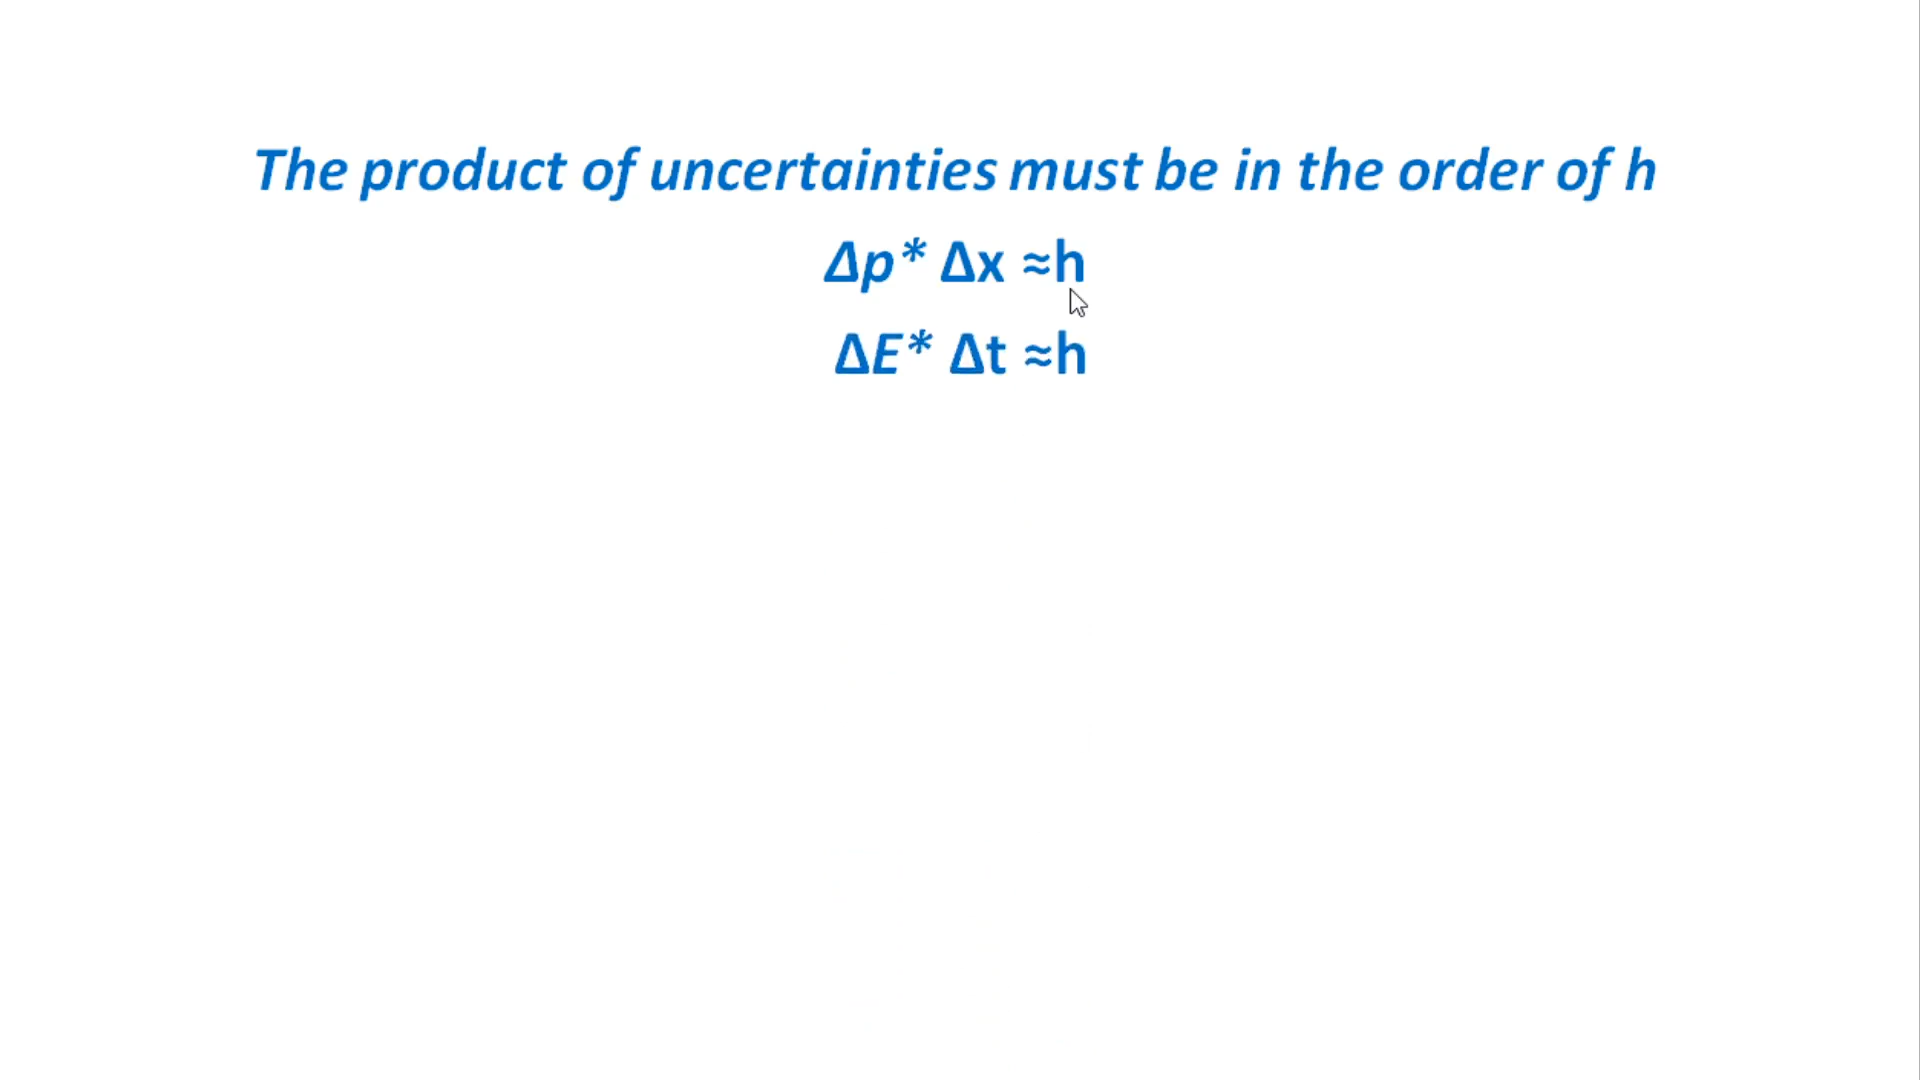 The product of uncertainties must be in the order of h
Δp* Δx ≈h
ΔE* Δt ≈h